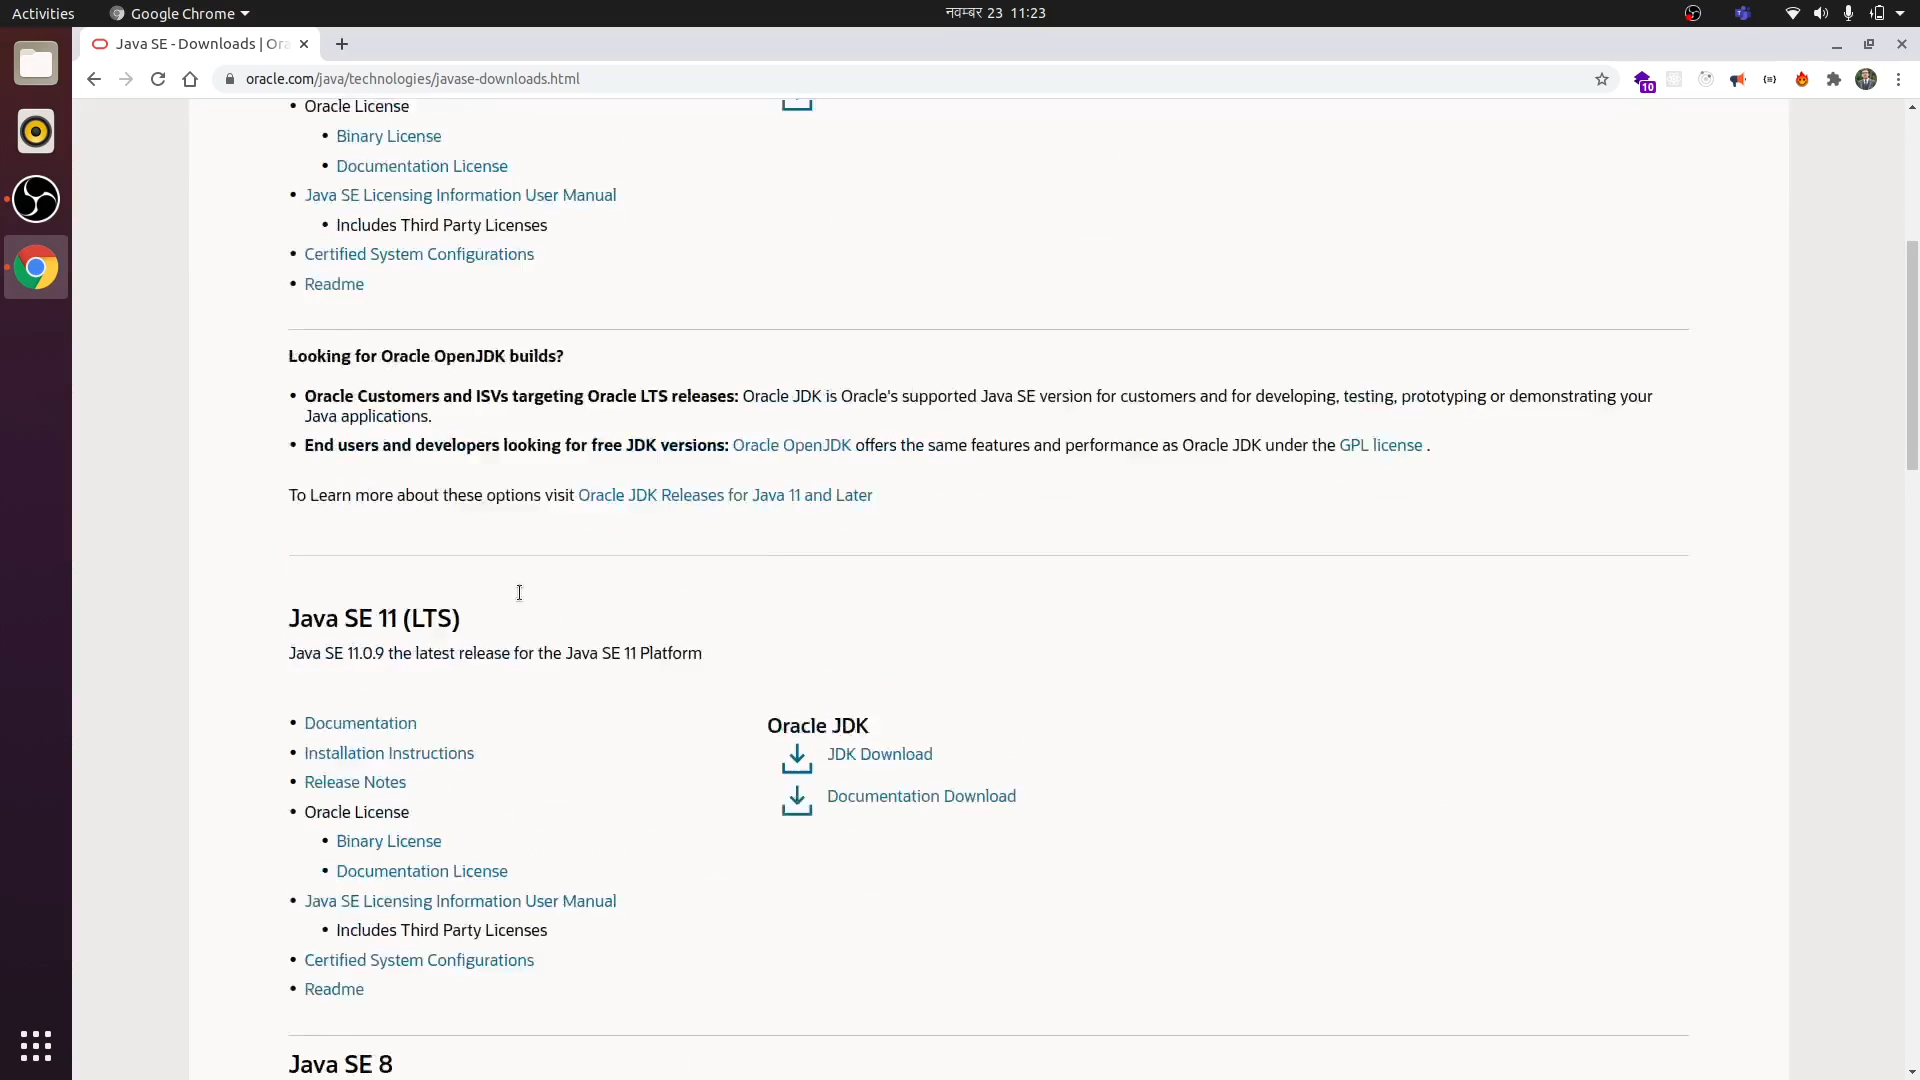 Activities
Google Chrome
नवम्बर 23 11:23
Java SE - Downloads | Ora
oracle.com/java/technologies/javase-downloads.html
10
• Oracle License
• Binary License
• Documentation License
• Java SE Licensing Information User Manual
• Includes Third Party Licenses
• Certified System Configurations
• Readme
Looking for Oracle OpenJDK builds?
• Oracle Customers and ISVs targeting Oracle LTS releases: Oracle JDK is Oracle's supported Java SE version for customers and for developing, testing, prototyping or demonstrating your
Java applications.
• End users and developers looking for free JDK versions: Oracle OpenJDK offers the same features and performance as Oracle JDK under the GPL license .
To Learn more about these options visit Oracle JDK Releases for Java 11 and Later
Java SE 11 (LTS)
Java SE 11.0.9 the latest release for the Java SE 11 Platform
• Documentation
• Installation Instructions
• Release Notes
• Oracle License
• Binary License
• Documentation License
• Java SE Licensing Information User Manual
• Includes Third Party Licenses
• Certified System Configurations
• Readme
Oracle JDK
JDK Download
Documentation Download
Java SE 8